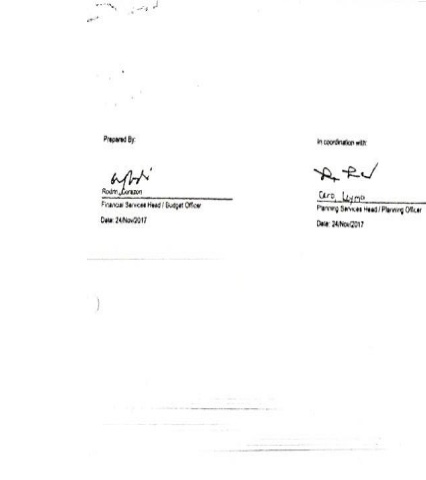 Prepared By:
In coordination with:
Rodrin, Corazon
Caro, Leyma
Financial Services Head / Budget Officer
Planning Services Head / Planning Officer
Date: 24/Nov/2017
Date: 24/Nov/2017